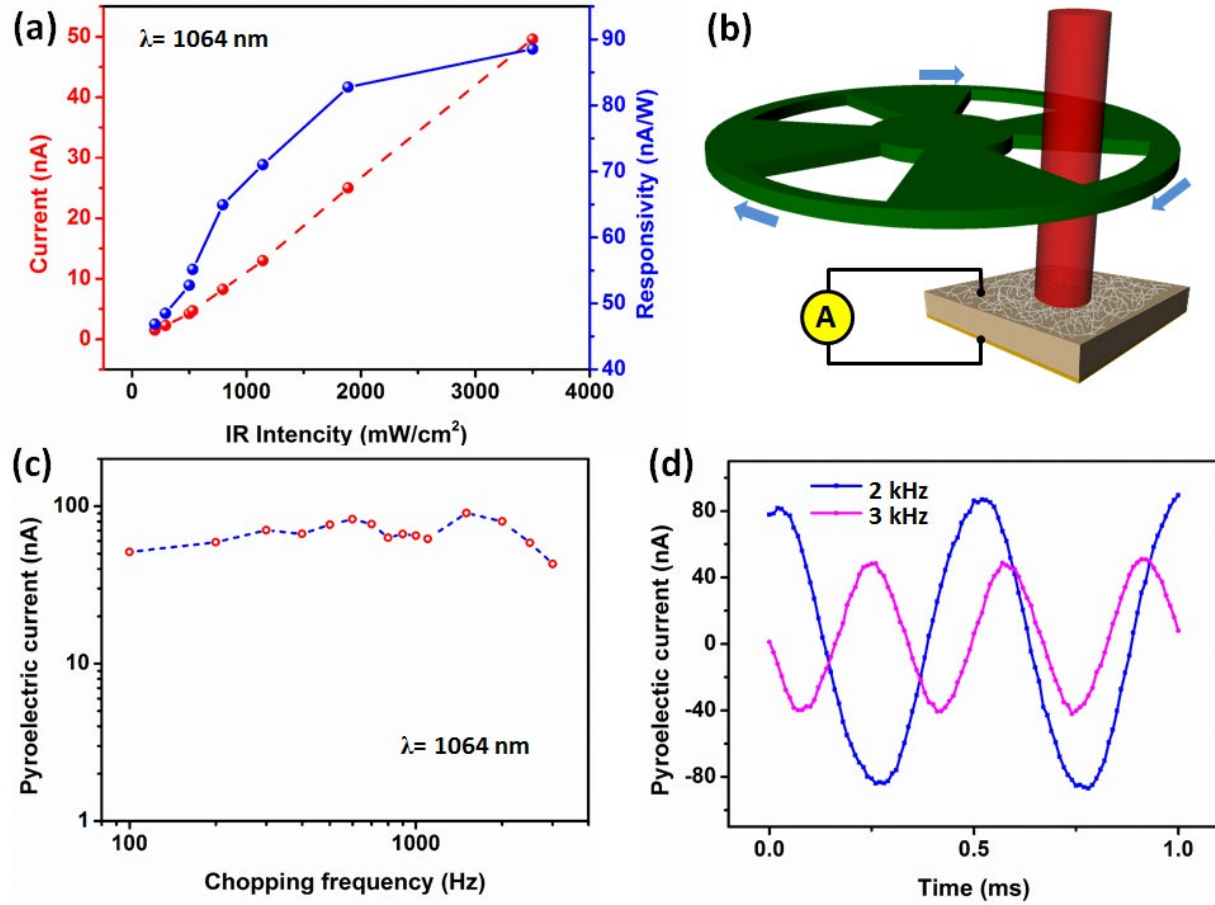 (a)
λ= 1064 nm
50
40
30
20
10
0
Current (nA)
90
80
70
60
50
40
Responsivity (nA/W)
0 1000 2000 3000 4000
IR Intencity (mW/cm²)
(b)
A
(c)
100
10
1
Pyroelectric current (nA)
λ= 1064 nm
100 1000
Chopping frequency (Hz)
(d)
2 kHz
3 kHz
80
40
0
-40
-80
Pyroelectic current (nA)
0.0 0.5 1.0
Time (ms)